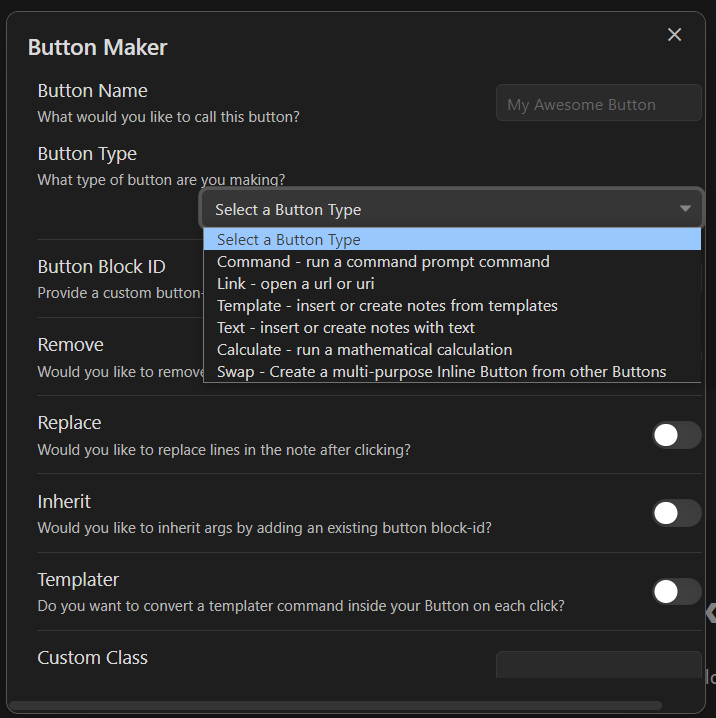 Button Maker
Button Name
What would you like to call this button?
My Awesome Button
Button Type
What type of button are you making?
Select a Button Type
Select a Button Type
Command - run a command prompt command
Link - open a url or uri
Template - insert or create notes from templates
Text - insert or create notes with text
Calculate - run a mathematical calculation
Swap - Create a multi-purpose Inline Button from other Buttons
Button Block ID
Provide a custom button-
Remove
Would you like to remove
Replace
Would you like to replace lines in the note after clicking?
Inherit
Would you like to inherit args by adding an existing button block-id?
Templater
Do you want to convert a templater command inside your Button on each click?
Custom Class